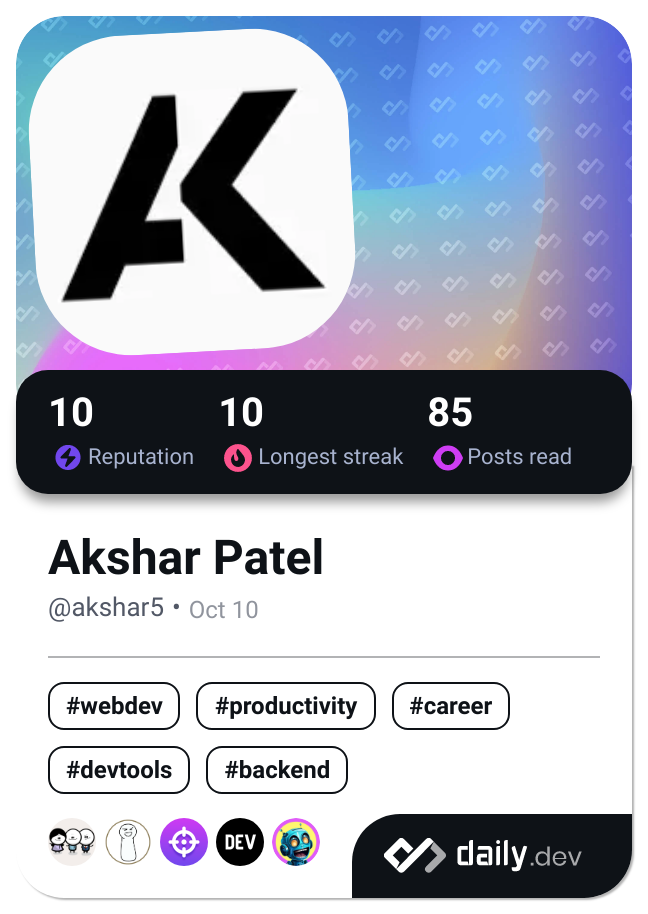 AK
10 10 85
Reputation Longest streak Posts read
Akshar Patel
@akshar5 • Oct 10
#webdev #productivity #career
#devtools #backend
DEV
daily.dev